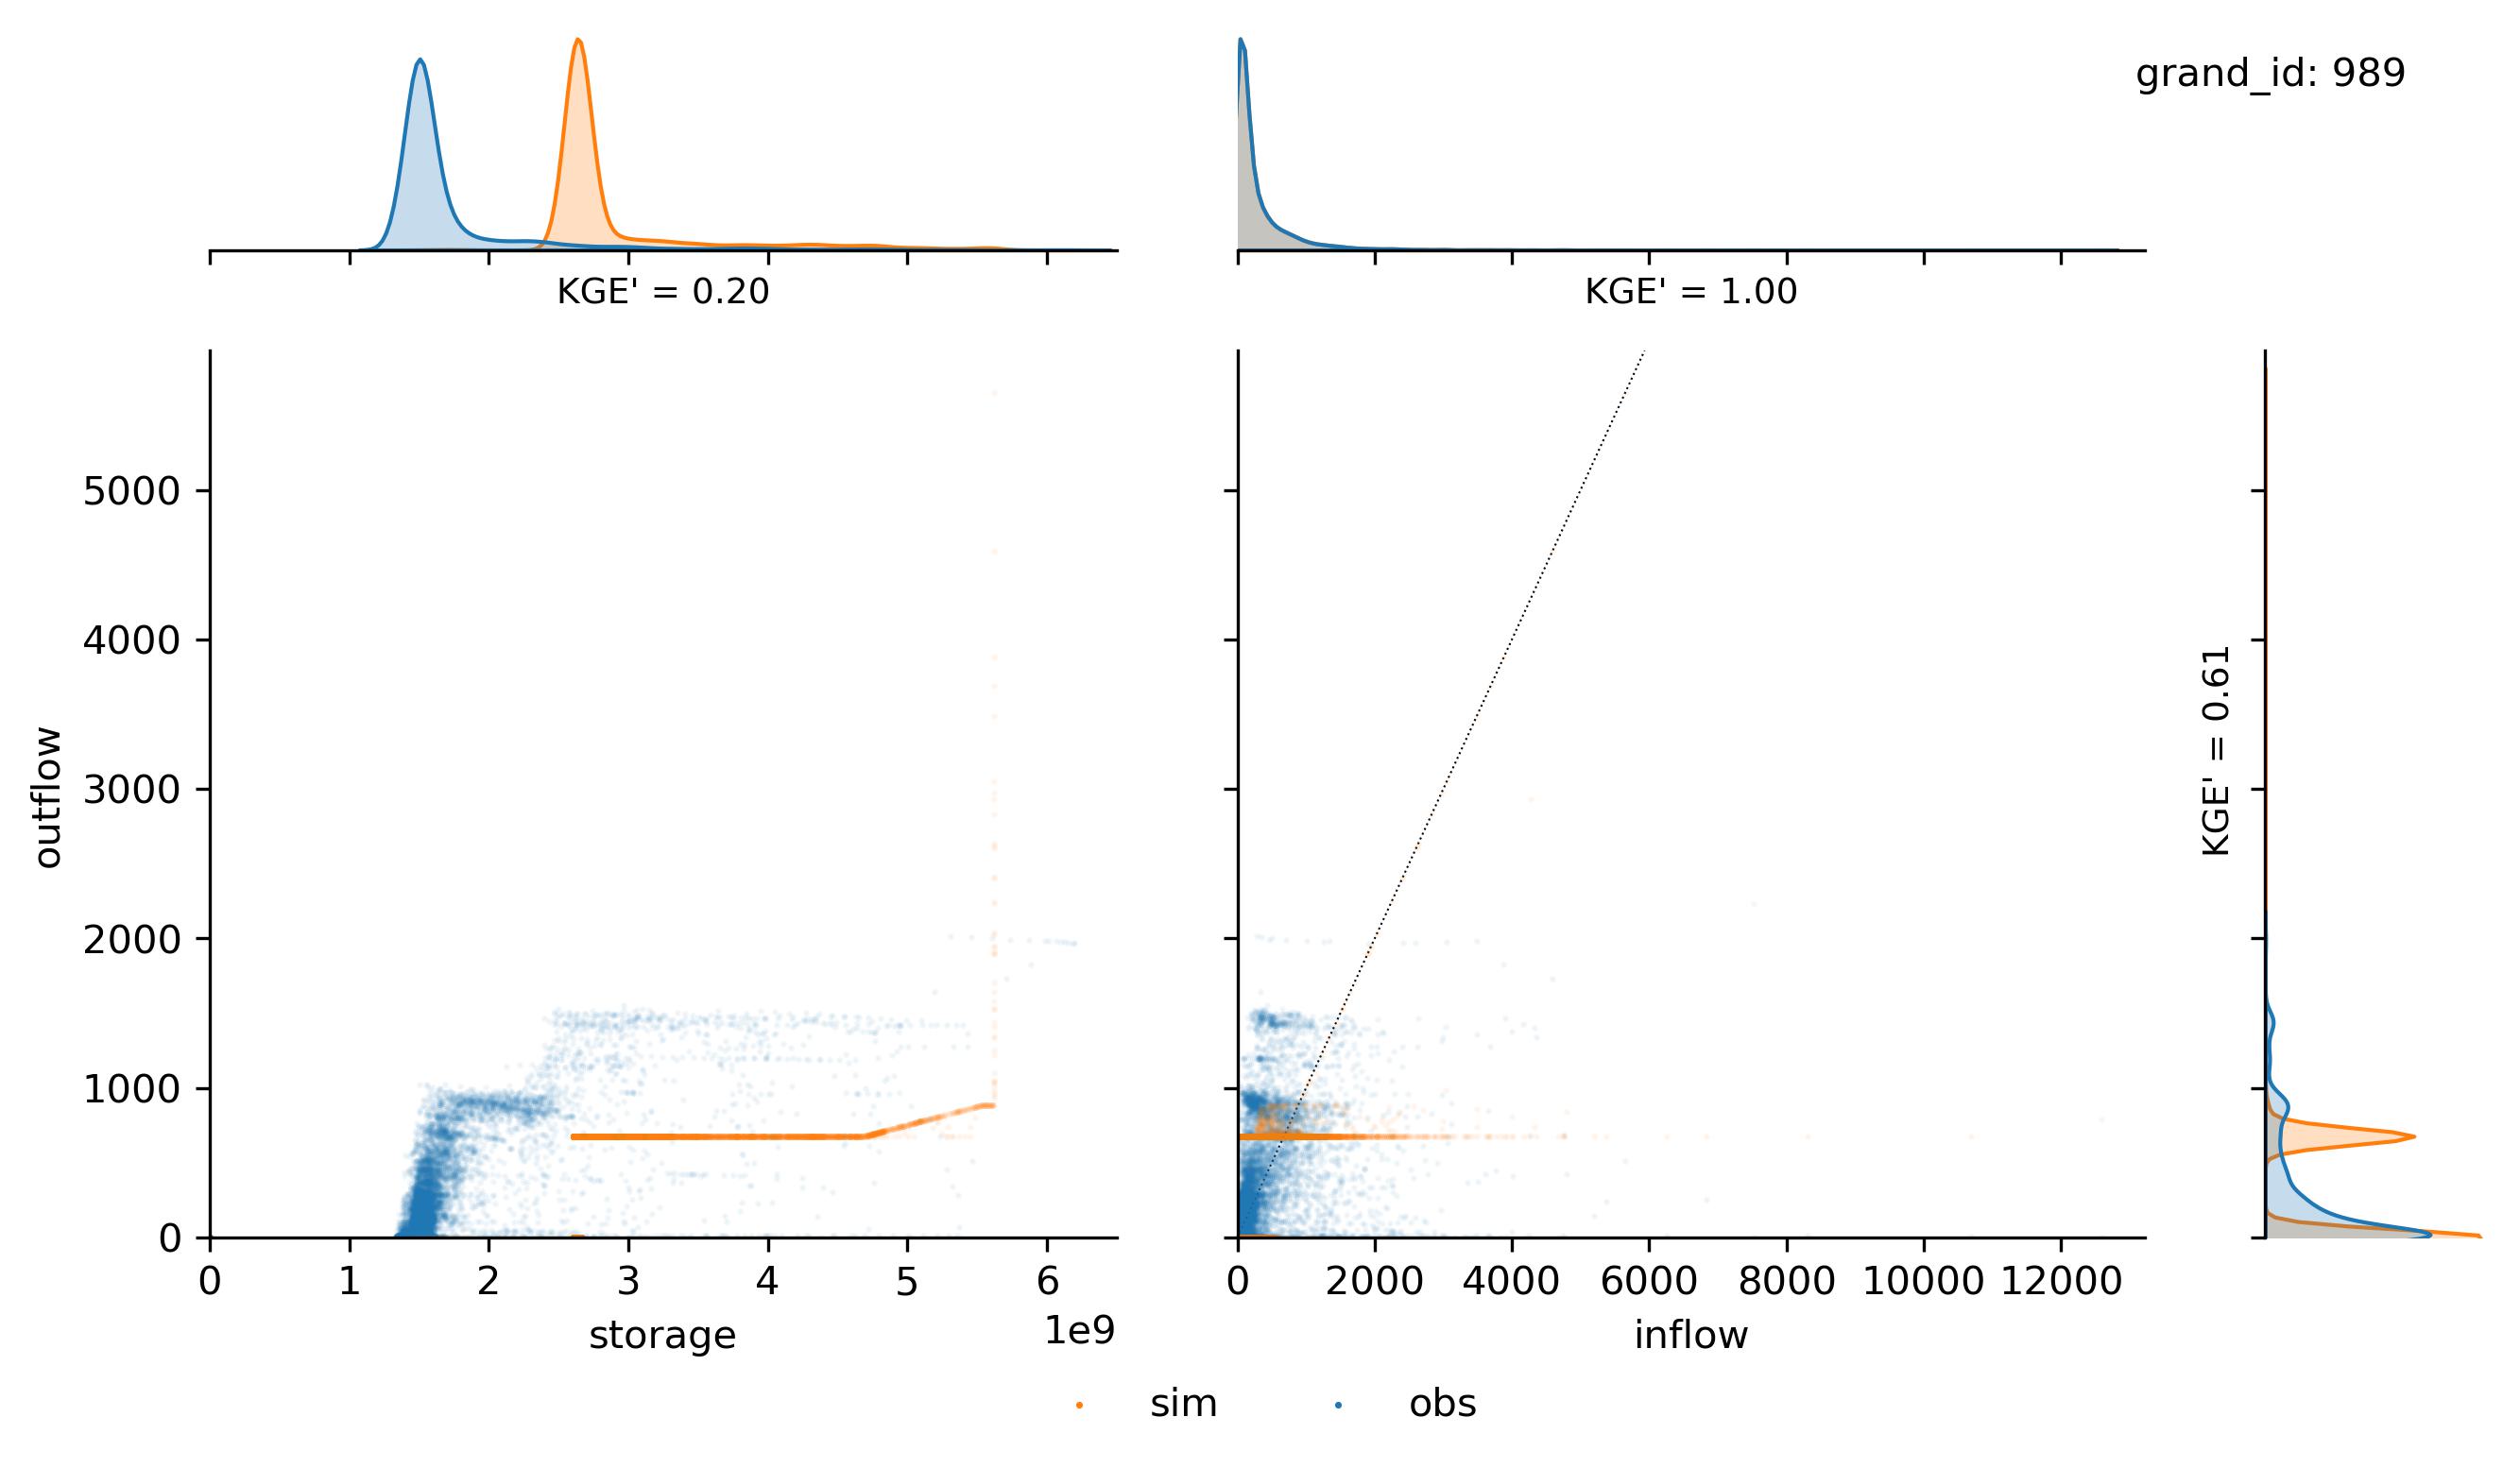 grand_id: 989
KGE' = 0.20
KGE' = 1.00
outflow
5000
4000
3000
2000
1000
0
KGE' = 0.61
0 1 2 3 4 5 6
1e9
storage
0 2000 4000 6000 8000 10000 12000
inflow
sim obs